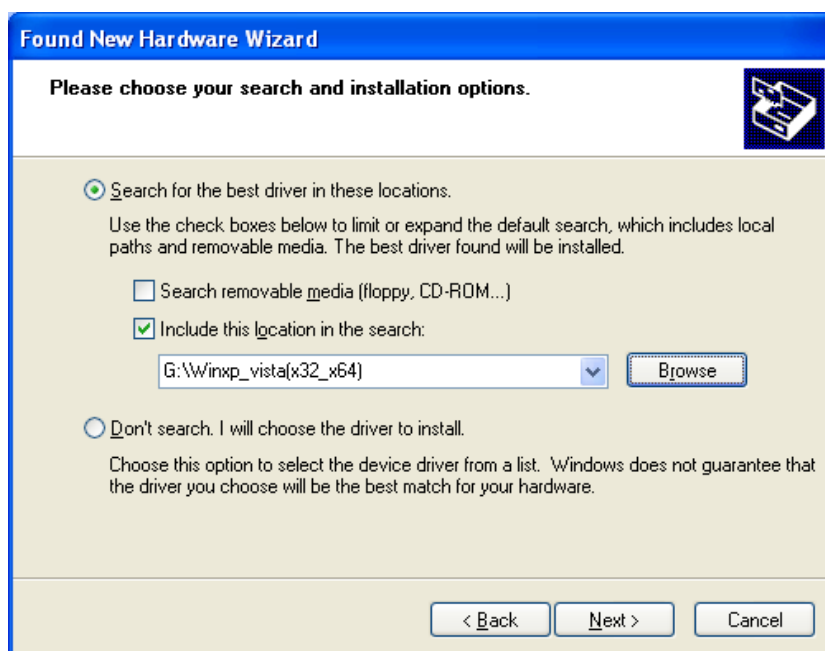 Found New Hardware Wizard
Please choose your search and installation options.
Search for the best driver in these locations.
Use the check boxes below to limit or expand the default search, which includes local
paths and removable media. The best driver found will be installed.
Search removable media (floppy, CD-ROM...)
Include this location in the search:
G:\Winxp_vista(x32_x64)
Browse
Don't search. I will choose the driver to install.
Choose this option to select the device driver from a list.  Windows does not guarantee that
the driver you choose will be the best match for your hardware.
< Back
Next >
Cancel